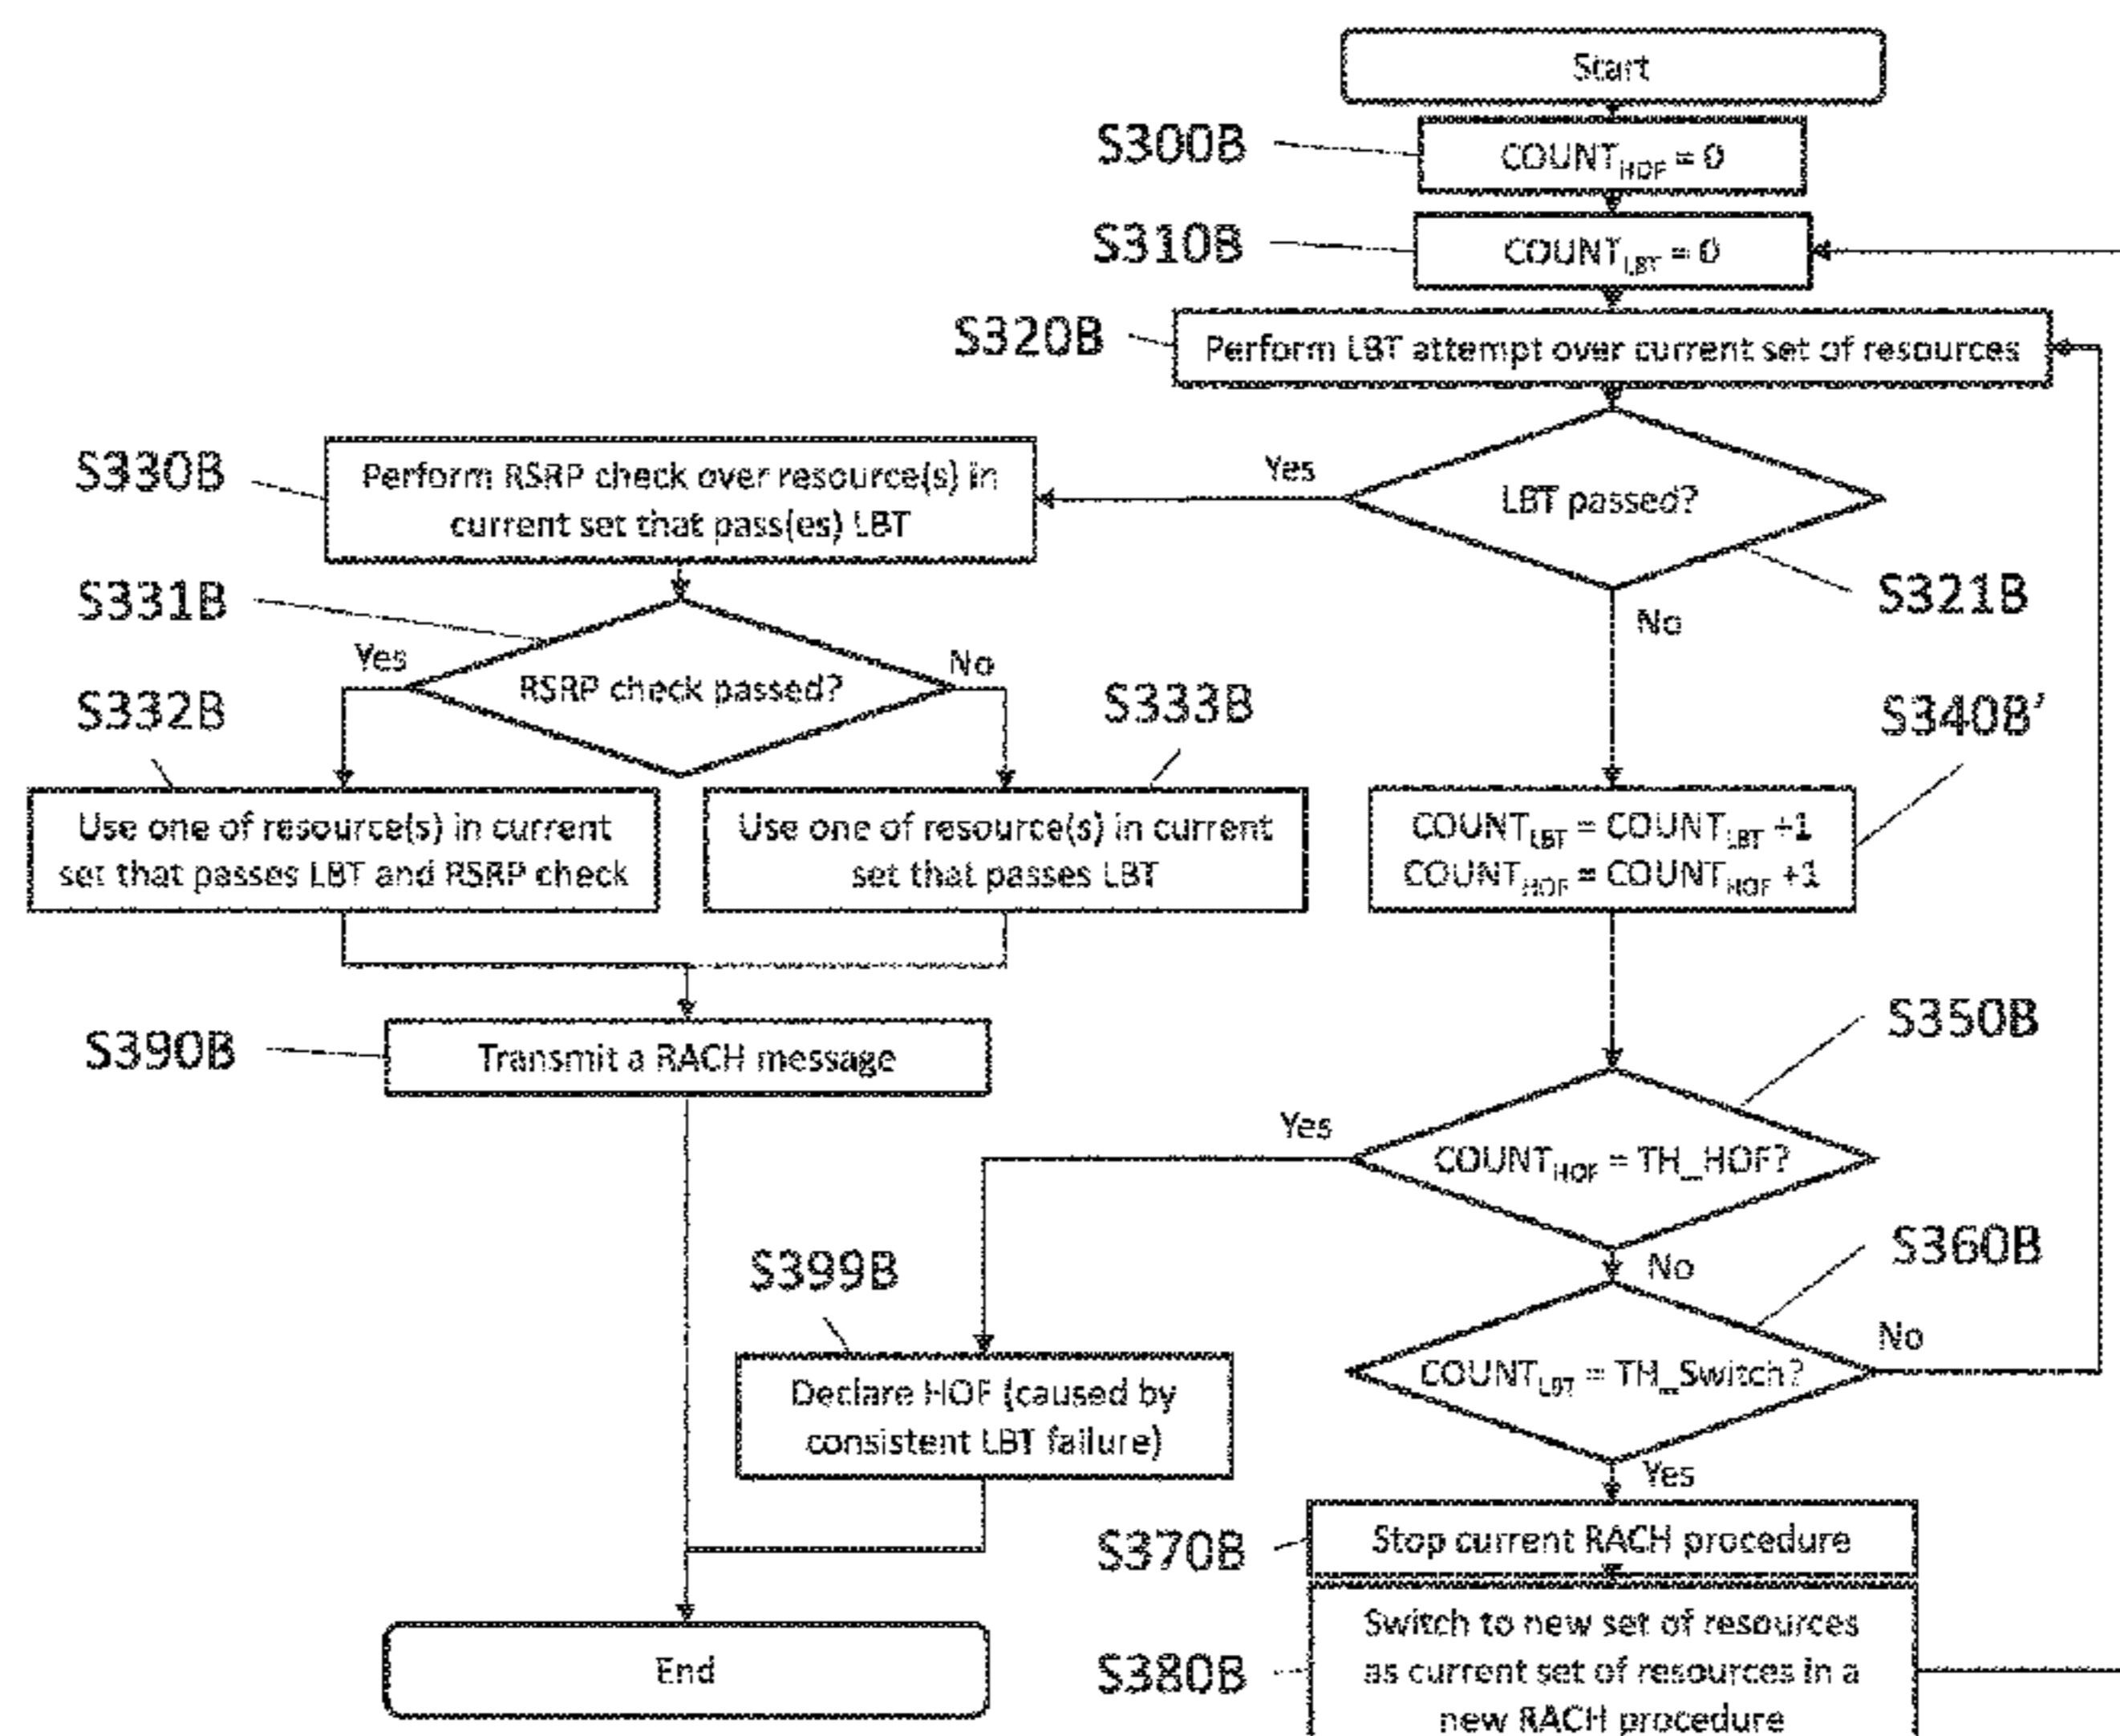 Start
S300B
COUNT_HOF = 0
S310B
COUNT_LBT = 0
S320B
Perform LBT attempt over current set of resources
LBT passed?
S321B
Yes
No
S330B
Perform RSRP check over resource(s) in
current set that pass(es) LBT
S331B
RSRP check passed?
Yes
No
S332B
Use one of resource(s) in current
set that passes LBT and RSRP check
S333B
Use one of resource(s) in current
set that passes LBT
S340B'
COUNT_LBT = COUNT_LBT +1
COUNT_HOF = COUNT_HOF +1
S390B
Transmit a RACH message
S350B
COUNT_HOF = TH_HOF?
Yes
No
S360B
COUNT_LBT = TH_Switch?
No
Yes
S399B
Declare HOF (caused by
consistent LBT failure)
S370B
Stop current RACH procedure
S380B
Switch to new set of resources
as current set of resources in a
new RACH procedure
End